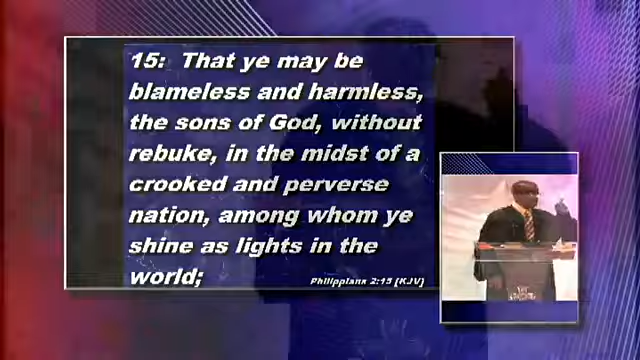 15:  That ye may be
blameless and harmless,
the sons of God, without
rebuke, in the midst of a
crooked and perverse
nation, among whom ye
shine as lights in the
world;
Philippians 2:15 [KJV]